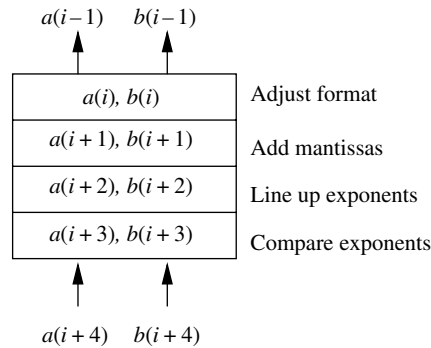 a(i–1) b(i–1)
a(i), b(i) Adjust format
a(i+1), b(i+1) Add mantissas
a(i+2), b(i+2) Line up exponents
a(i+3), b(i+3) Compare exponents
a(i+4) b(i+4)